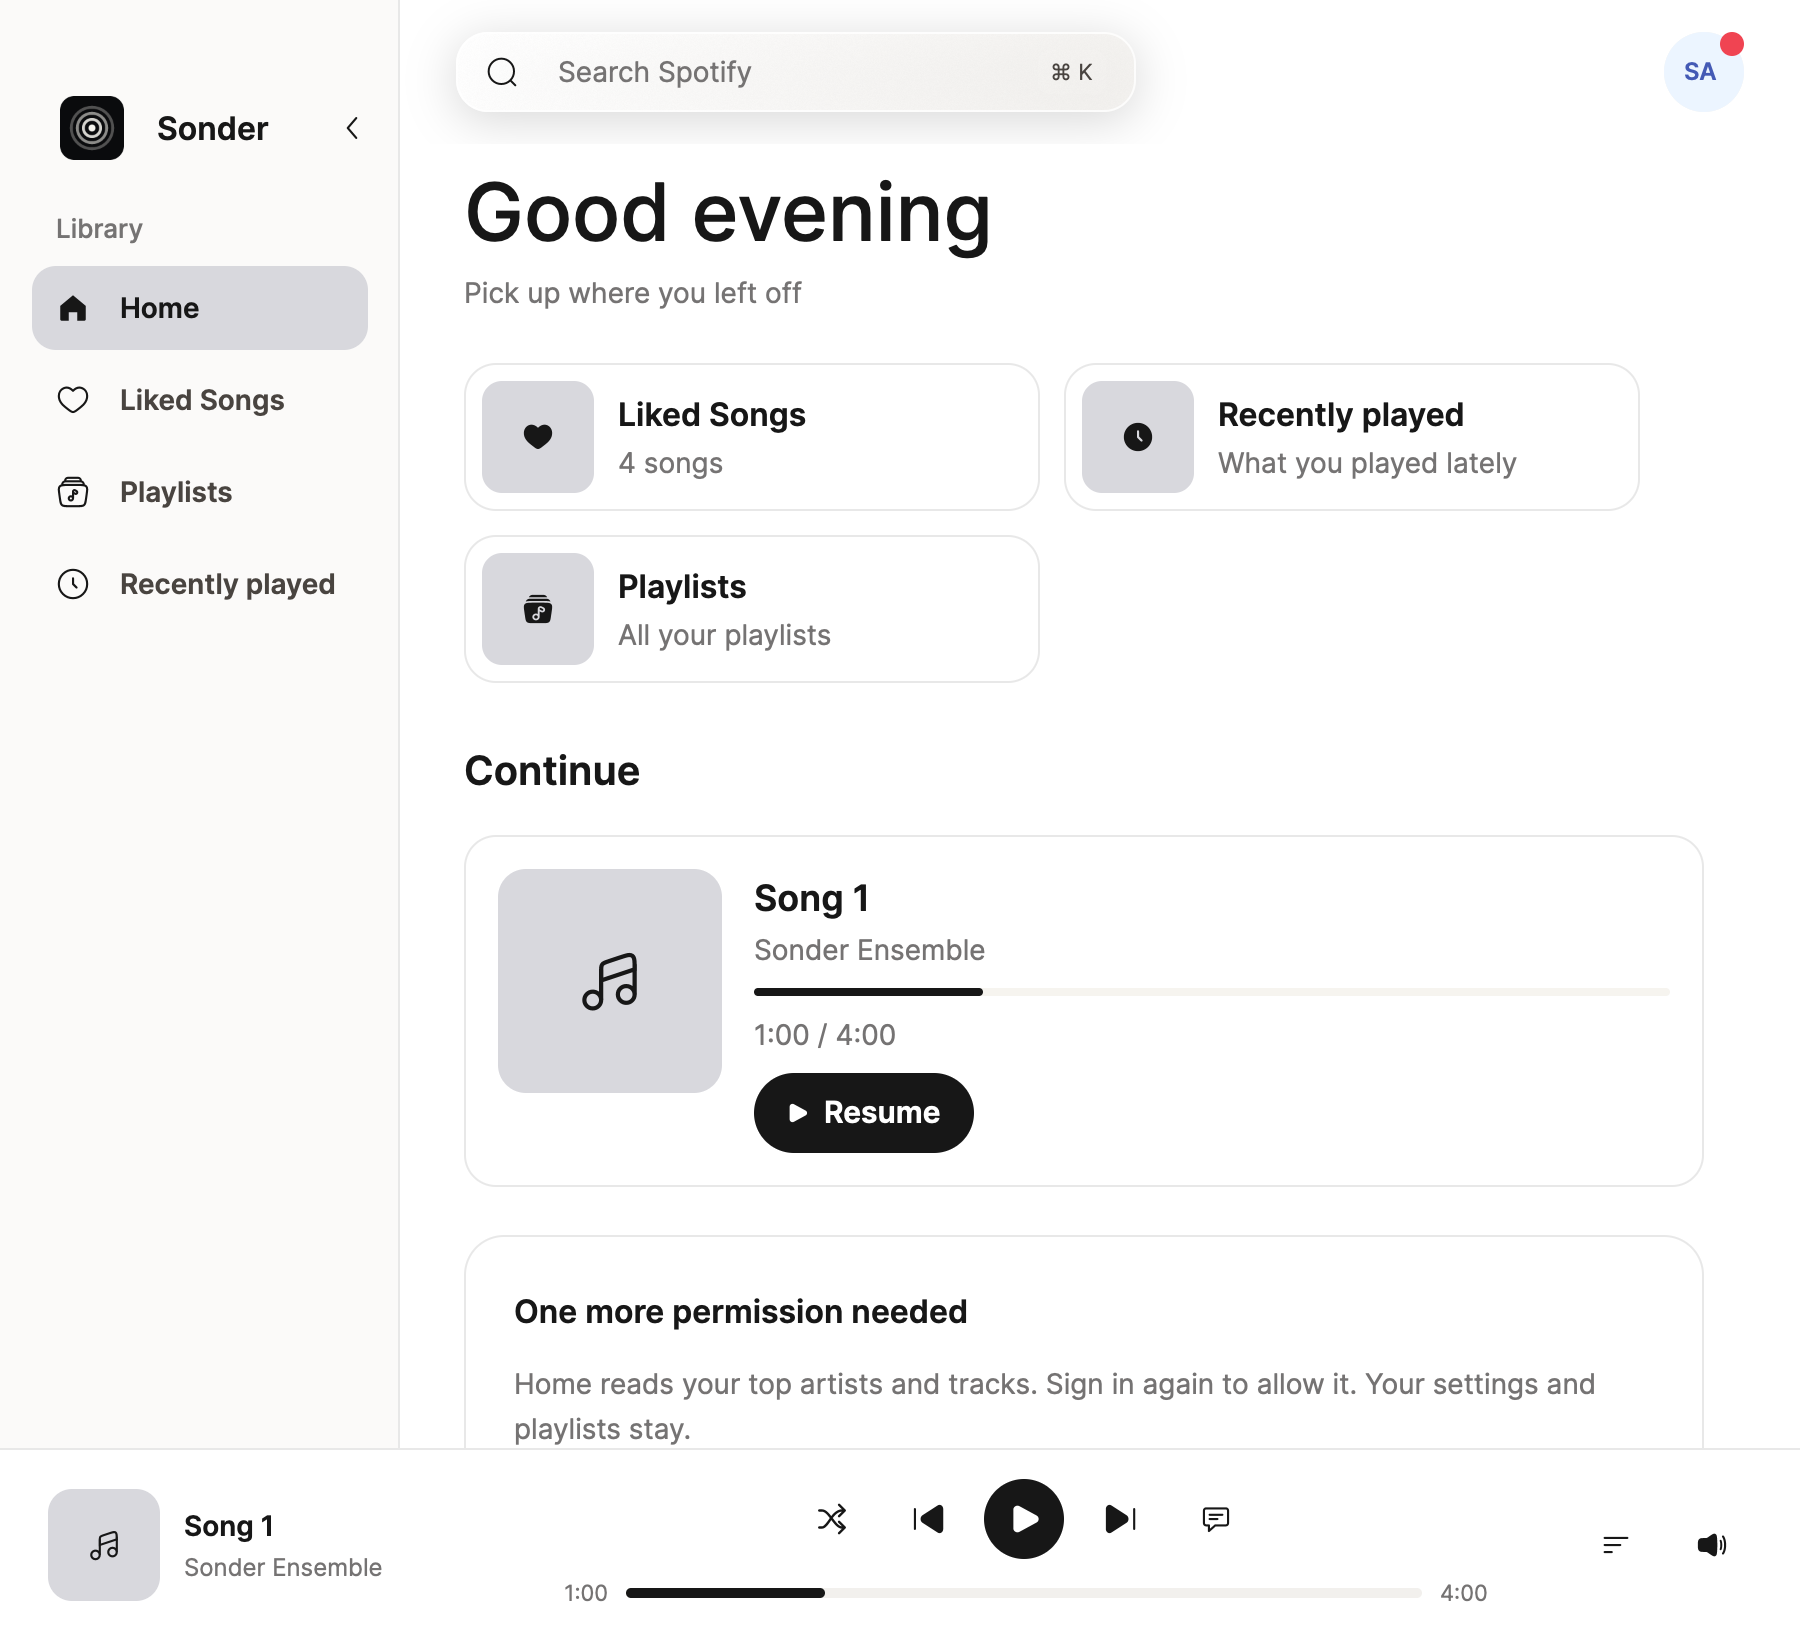 Search Spotify ⌘ K
SA
Sonder
Library
Home
Liked Songs
Playlists
Recently played
Good evening
Pick up where you left off
Liked Songs
4 songs
Recently played
What you played lately
Playlists
All your playlists
Continue
Song 1
Sonder Ensemble
1:00 / 4:00
Resume
One more permission needed
Home reads your top artists and tracks. Sign in again to allow it. Your settings and
playlists stay.
Song 1
Sonder Ensemble
1:00
4:00